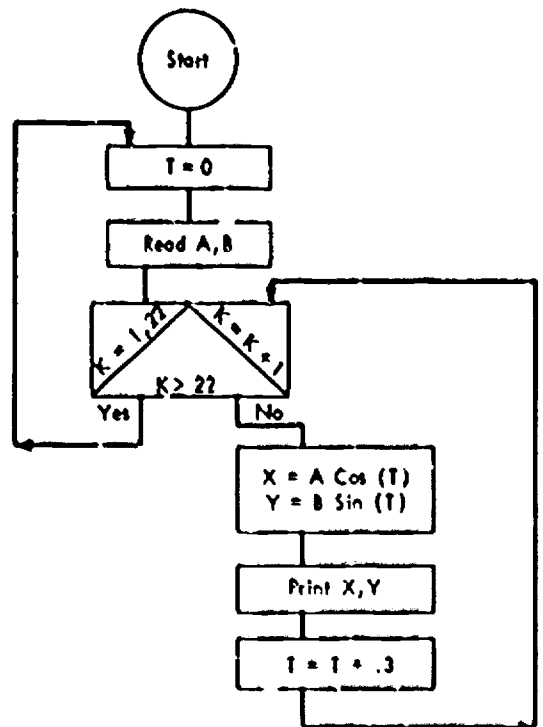 Start
T = 0
Read A,B
K = 1,22
K = K + 1
K > 22
Yes
No
X = A Cos (T)
Y = B Sin (T)
Print X,Y
T = T + .3